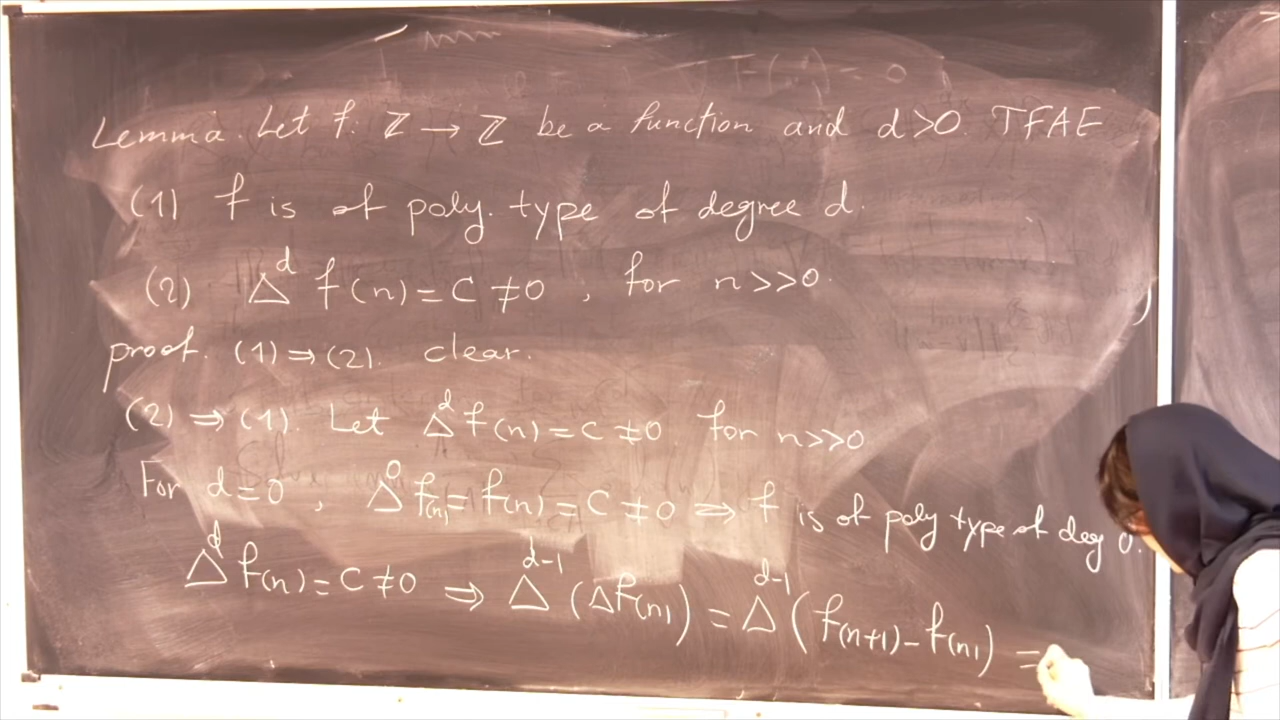 Lemma. Let f: ℤ → ℤ be a function and d>0. TFAE
(1) f is of poly. type of degree d.
(2) Δ^d f(n) = C ≠ 0 , for n>>0.
proof. (1) ⇒ (2). clear.
(2) ⇒ (1). Let Δ^d f(n) = C ≠ 0 for n>>0
For d=0 , Δ^0 f(n) = f(n) = C ≠ 0 ⇒ f is of poly type of deg 0.
Δ^d f(n) = C ≠ 0 ⇒ Δ^{d-1} (Δf(n)) = Δ^{d-1} (f(n+1) - f(n)) =